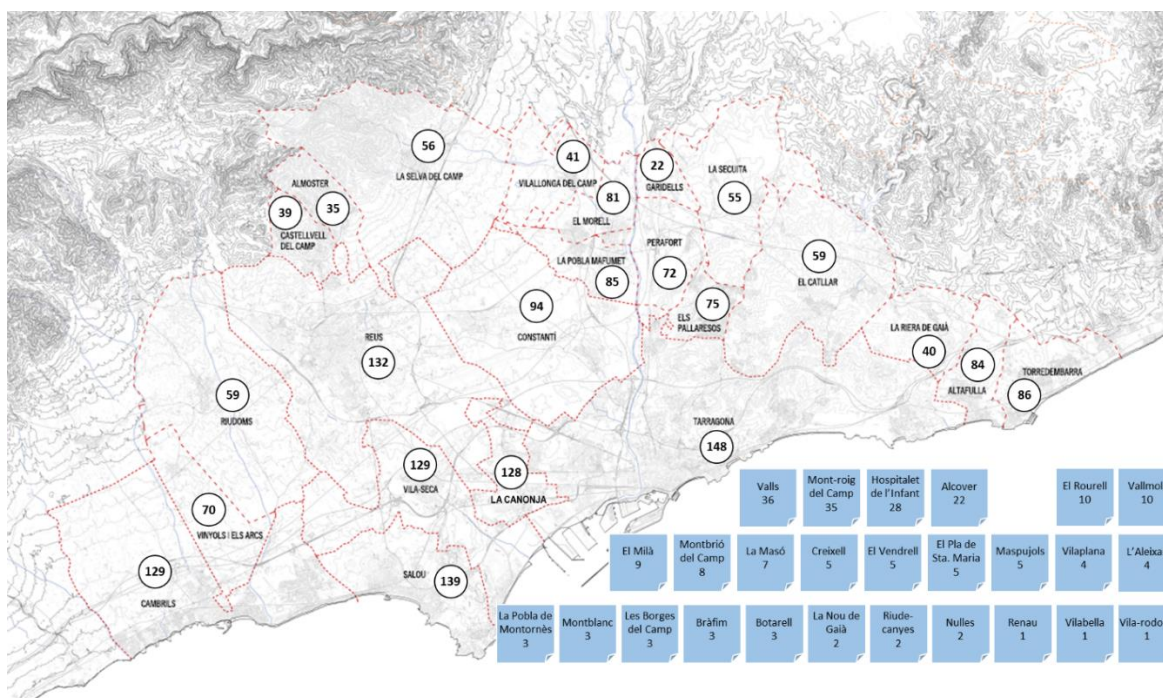 56
LA SELVA DEL CAMP
41
VILALLONGA DEL CAMP
22
GARIDELLS
LA SECUITA
55
ALMOSTER
35
39
CASTELLVELL
DEL CAMP
81
EL MORELL
PERAFORT
72
LA POBLA MAFUMET
85
59
EL CATLLAR
75
ELS
PALLARESOS
94
CONSTANTÍ
REUS
132
LA RIERA DE GAIÀ
40
84
ALTAFULLA
TORREDEMBARRA
86
59
RIUDOMS
TARRAGONA
148
129
VILA-SECA
128
LA CANONJA
70
VINYOLS I ELS ARCS
129
CAMBRILS
SALOU
139
Valls
36
Mont-roig
del Camp
35
Hospitalet
de l'Infant
28
Alcover
22
El Rourell
10
Vallmol
10
El Milà
9
Montbrió
del Camp
8
La Masó
7
Creixell
5
El Vendrell
5
El Pla de
Sta. Maria
5
Maspujols
5
Vilaplana
4
L'Aleixa
4
La Pobla de
Montornès
3
Montblanc
3
Les Borges
del Camp
3
Bràfim
3
Botarell
3
La Nou de
Gaià
2
Riude-
canyes
2
Nulles
2
Renau
1
Vilabella
1
Vila-rodo
1